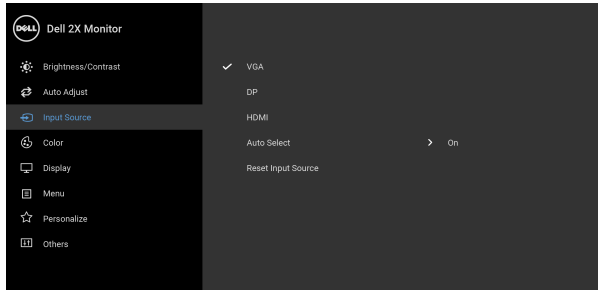 DELL Dell 2X Monitor
Brightness/Contrast
Auto Adjust
Input Source
Color
Display
Menu
Personalize
Others
VGA
DP
HDMI
Auto Select On
Reset Input Source